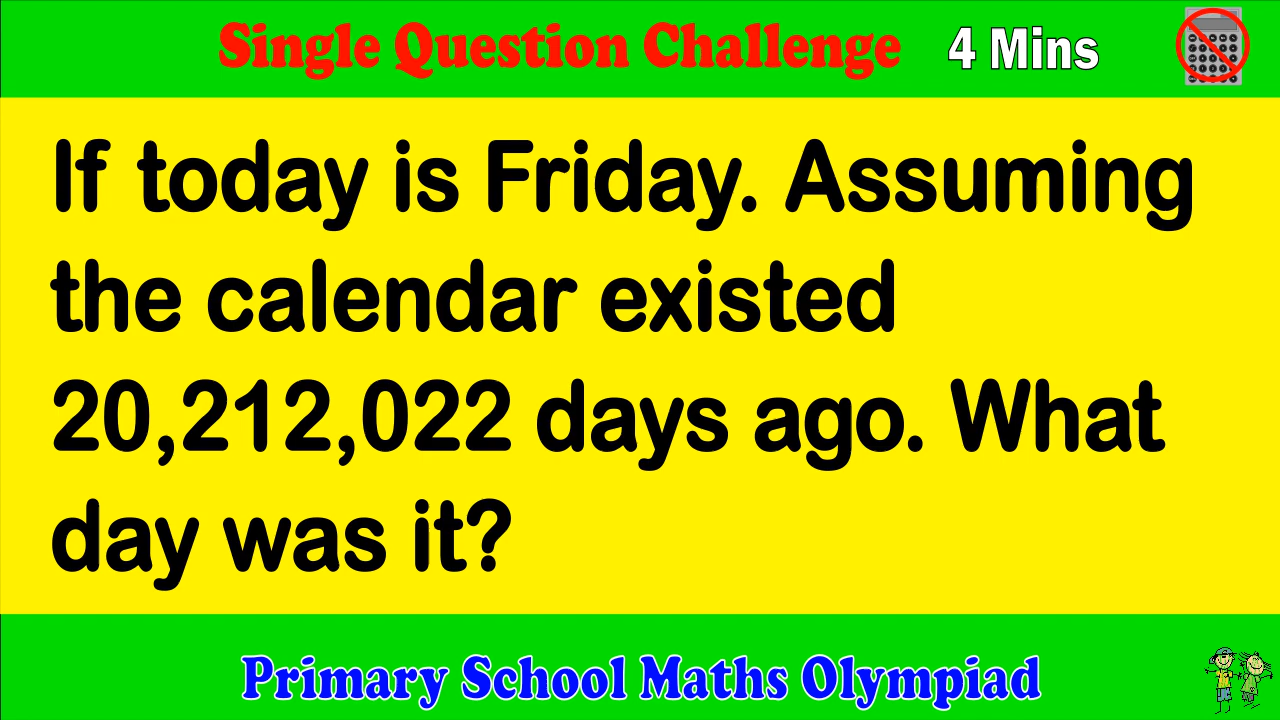 Single Question Challenge 4 Mins
If today is Friday. Assuming
the calendar existed
20,212,022 days ago. What
day was it?
Primary School Maths Olympiad